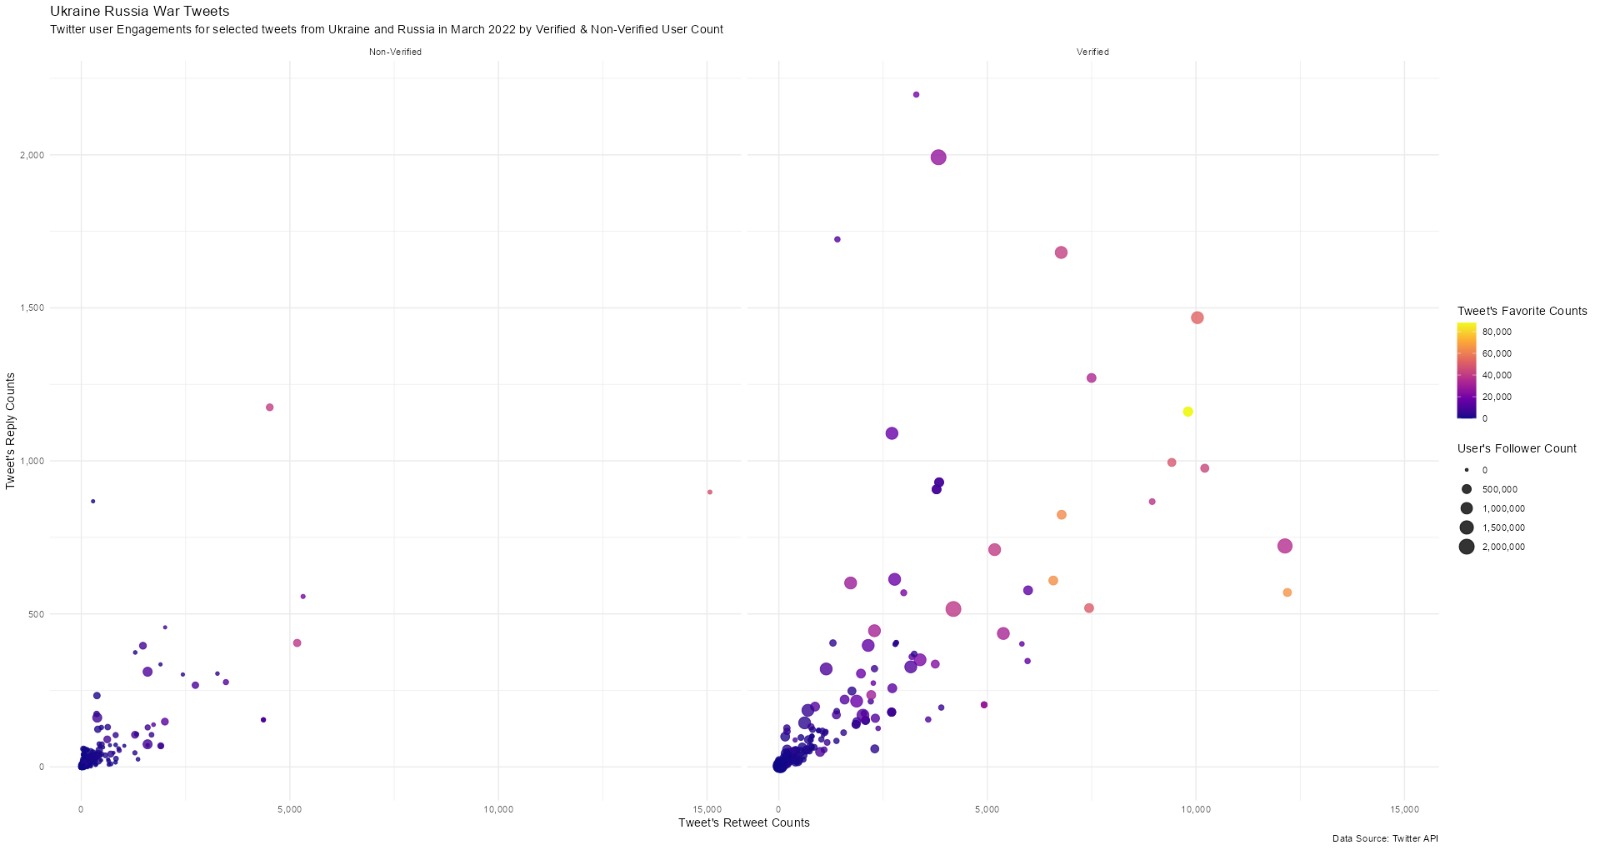 Ukraine Russia War Tweets
Twitter user Engagements for selected tweets from Ukraine and Russia in March 2022 by Verified & Non-Verified User Count
Non-Verified
Verified
Tweet's Reply Counts
2,000
1,500
1,000
500
0
0
5,000
10,000
15,000
0
5,000
10,000
15,000
Tweet's Retweet Counts
Tweet's Favorite Counts
80,000
60,000
40,000
20,000
0
User's Follower Count
0
500,000
1,000,000
1,500,000
2,000,000
Data Source: Twitter API